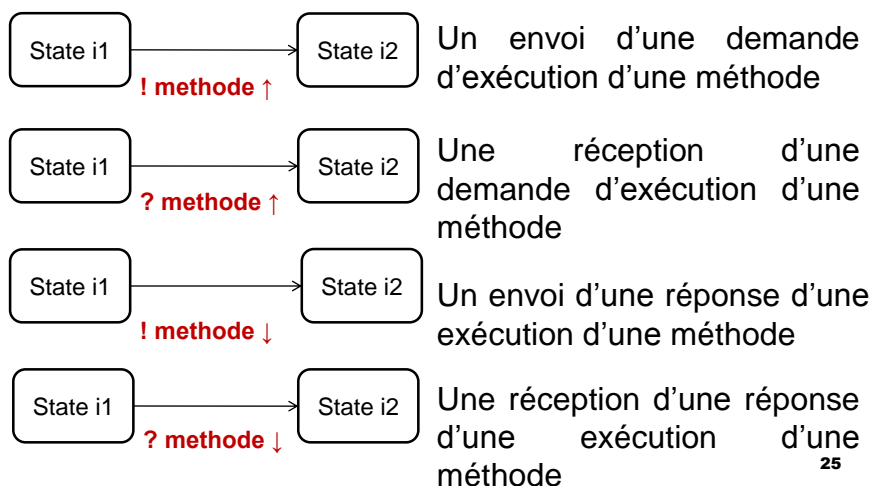 State i1
State i2
! methode ↑
Un envoi d'une demande
d'exécution d'une méthode
State i1
State i2
? methode ↑
Une réception d'une
demande d'exécution d'une
méthode
State i1
State i2
! methode ↓
Un envoi d'une réponse d'une
exécution d'une méthode
State i1
State i2
? methode ↓
Une réception d'une réponse
d'une exécution d'une
méthode
25